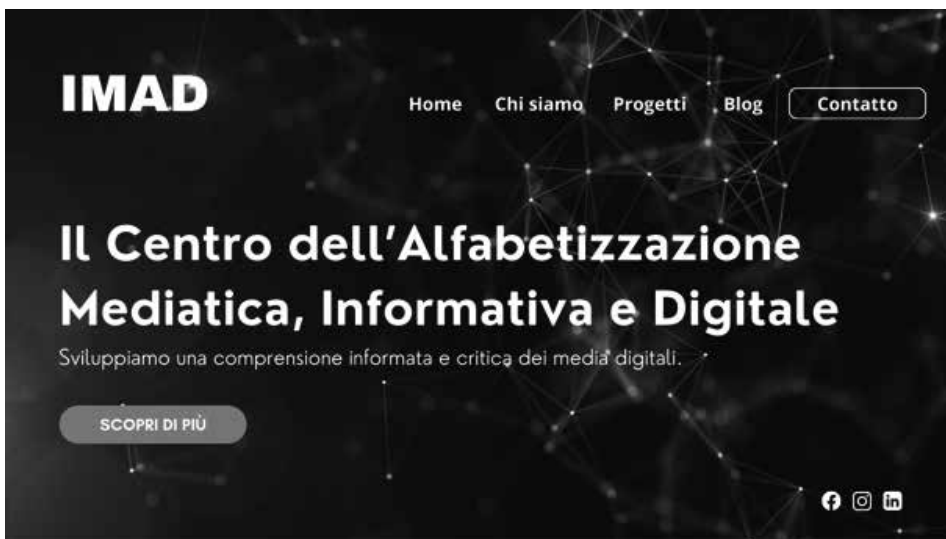 IMAD
Home Chi siamo Progetti Blog Contatto
Il Centro dell'Alfabetizzazione
Mediatica, Informativa e Digitale
Sviluppiamo una comprensione informata e critica dei media digitali.
SCOPRI DI PIÙ